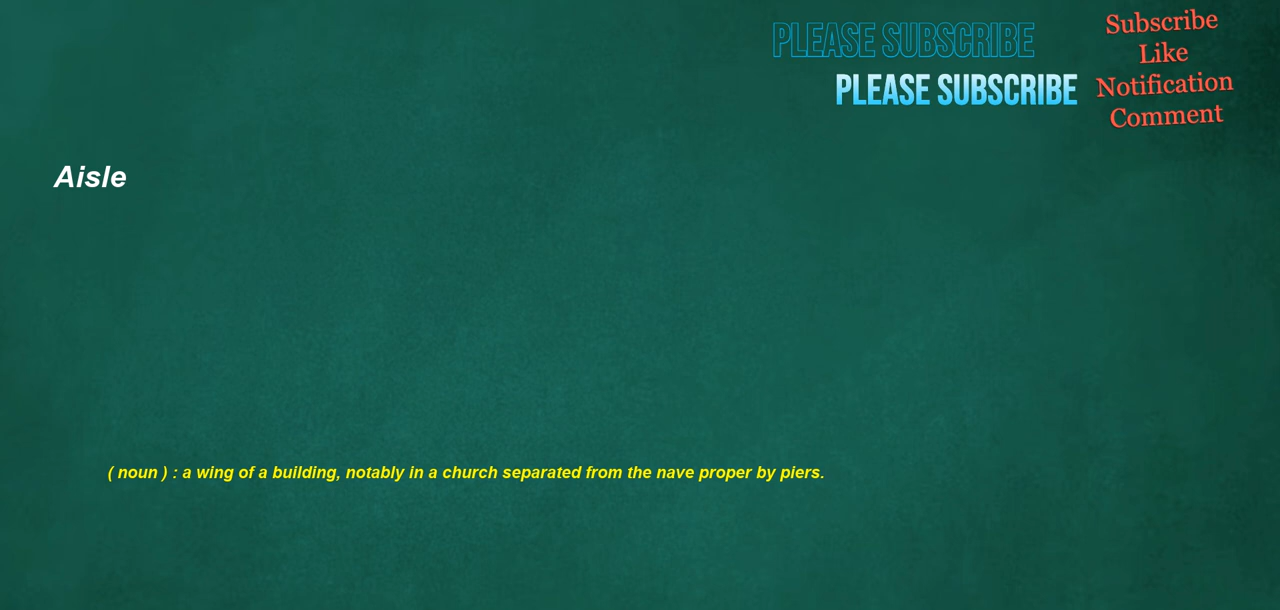 PLEASE SUBSCRIBE
PLEASE SUBSCRIBE
Subscribe
Like
Notification
Comment
Aisle
( noun ) : a wing of a building, notably in a church separated from the nave proper by piers.